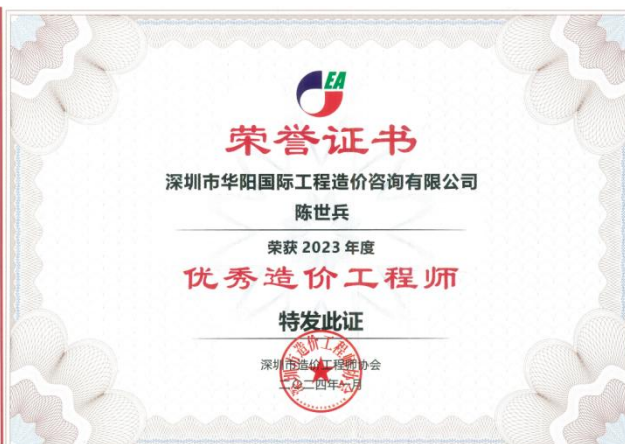 EA
荣誉证书
深圳市华阳国际工程造价咨询有限公司
陈世兵
荣获 2023 年度
优秀造价工程师
特发此证
深圳市造价工程师协会
二〇二四年一月